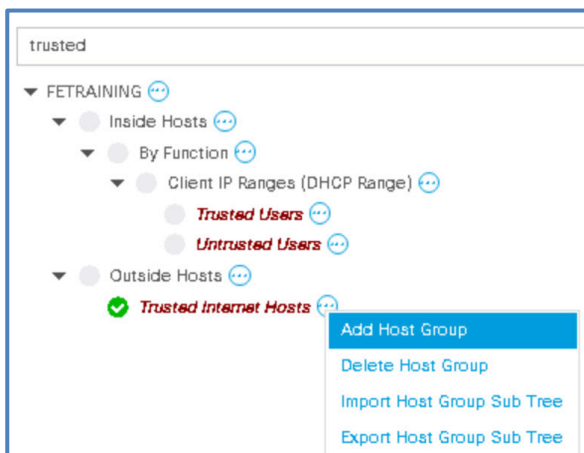 trusted
FETRAINING
Inside Hosts
By Function
Client IP Ranges (DHCP Range)
Trusted Users
Untrusted Users
Outside Hosts
Trusted Internet Hosts
Add Host Group
Delete Host Group
Import Host Group Sub Tree
Export Host Group Sub Tree